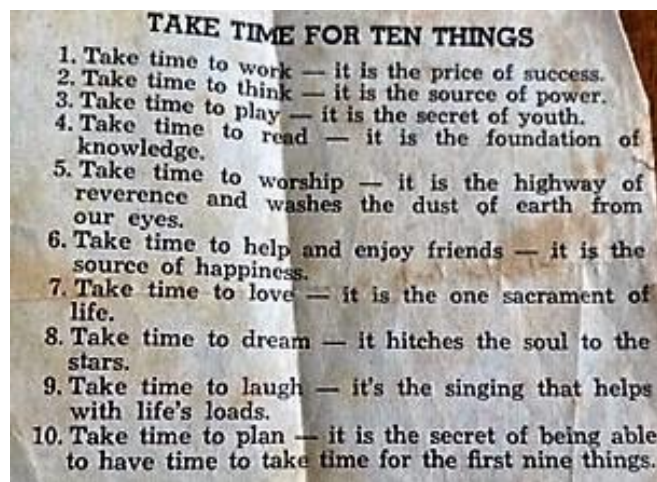 TAKE TIME FOR TEN THINGS
1. Take time to work — it is the price of success.
2. Take time to think — it is the source of power.
3. Take time to play — it is the secret of youth.
4. Take time to read — it is the foundation of
knowledge.
5. Take time to worship — it is the highway of
reverence and washes the dust of earth from
our eyes.
6. Take time to help and enjoy friends — it is the
source of happiness.
7. Take time to love — it is the one sacrament of
life.
8. Take time to dream — it hitches the soul to the
stars.
9. Take time to laugh — it's the singing that helps
with life's loads.
10. Take time to plan — it is the secret of being able
to have time to take time for the first nine things.